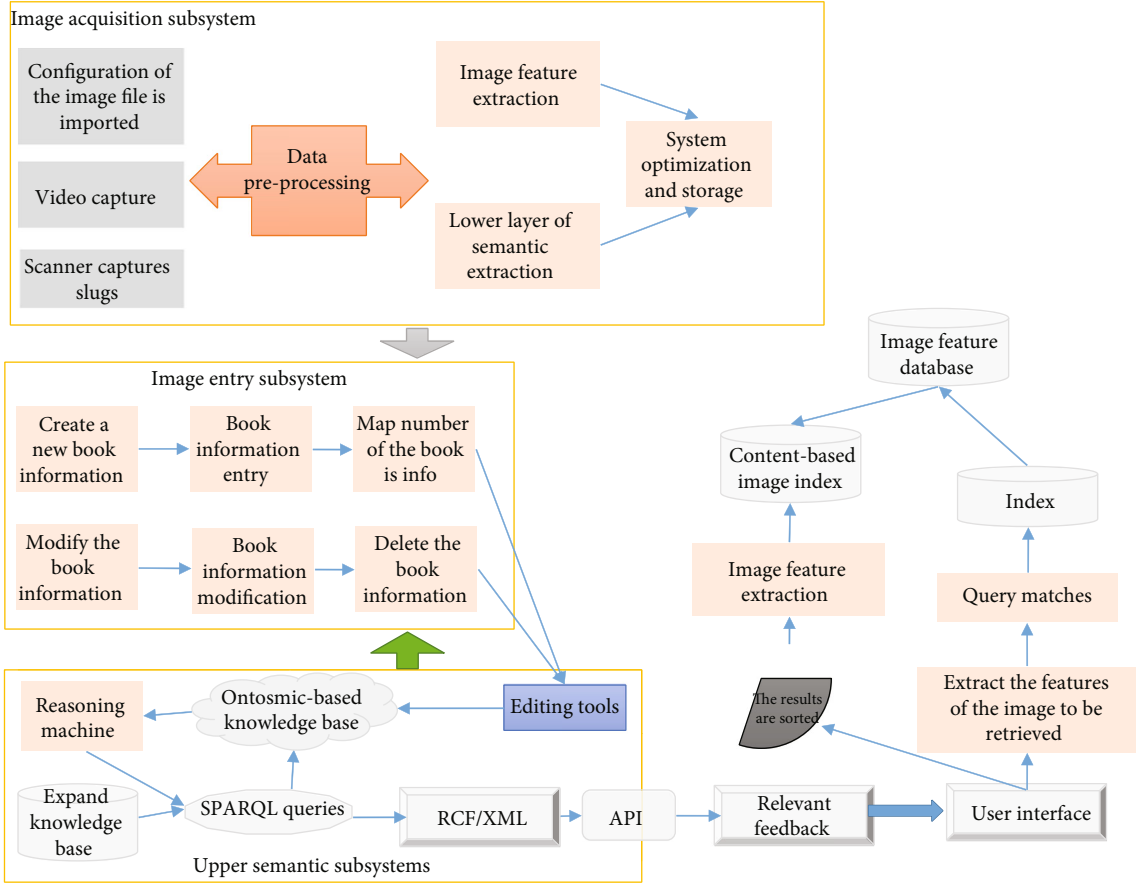 Image acquisition subsystem
Configuration of
the image file is
imported
Video capture
Scanner captures
slugs
Data
pre-processing
Image feature
extraction
Lower layer of
semantic
extraction
System
optimization
and storage
Image entry subsystem
Create a
new book
information
Book
information
entry
Map number
of the book
is info
Modify the
book
information
Book
information
modification
Delete the
book
information
Image feature
database
Content-based
image index
Index
Image feature
extraction
Query matches
The results
are sorted
Extract the features
of the image to be
retrieved
Reasoning
machine
Ontosmic-based
knowledge base
Editing tools
Expand
knowledge
base
SPARQL queries
RCF/XML
API
Relevant
feedback
User interface
Upper semantic subsystems